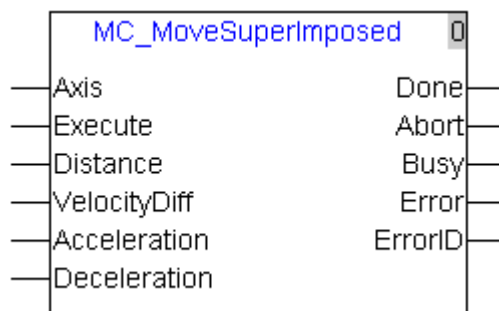 MC_MoveSuperImposed 0
Axis Done
Execute Abort
Distance Busy
VelocityDiff Error
Acceleration ErrorID
Deceleration